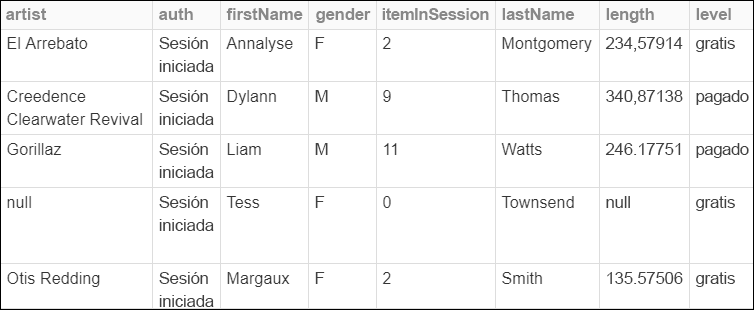 artist auth firstName gender itemInSession lastName length level
El Arrebato Sesión Annalyse F 2 Montgomery 234,57914 gratis
iniciada
Creedence Sesión Dylann M 9 Thomas 340,87138 pagado
Clearwater Revival iniciada
Gorillaz Sesión Liam M 11 Watts 246.17751 pagado
iniciada
null Sesión Tess F 0 Townsend null gratis
iniciada
Otis Redding Sesión Margaux F 2 Smith 135.57506 gratis
iniciada